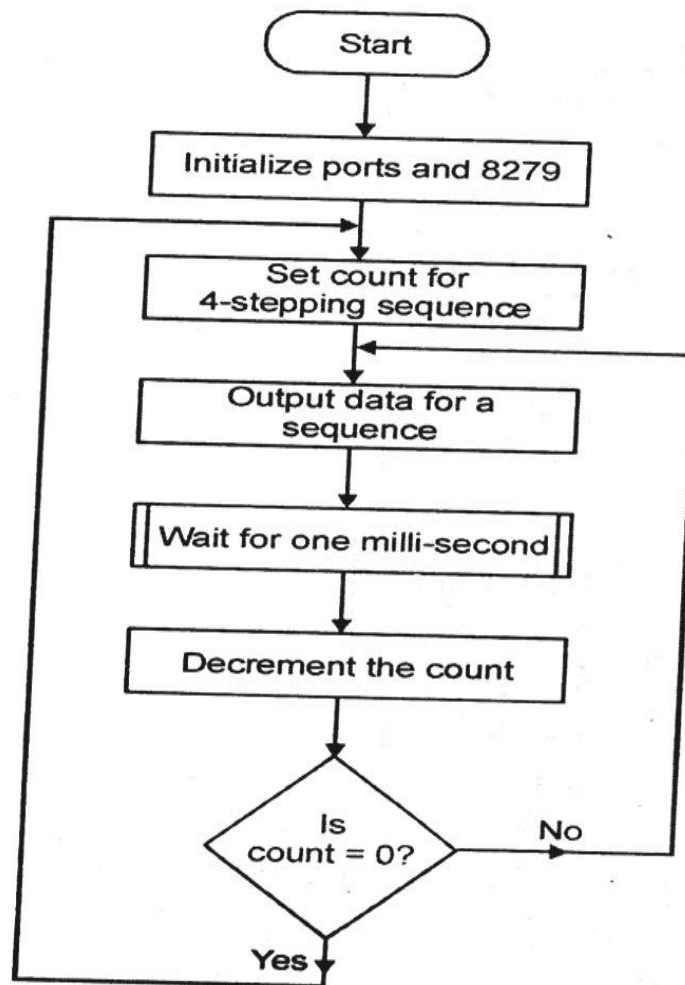 Start
Initialize ports and 8279
Set count for
4-stepping sequence
Output data for a
sequence
Wait for one milli-second
Decrement the count
Is
count = 0?
No
Yes